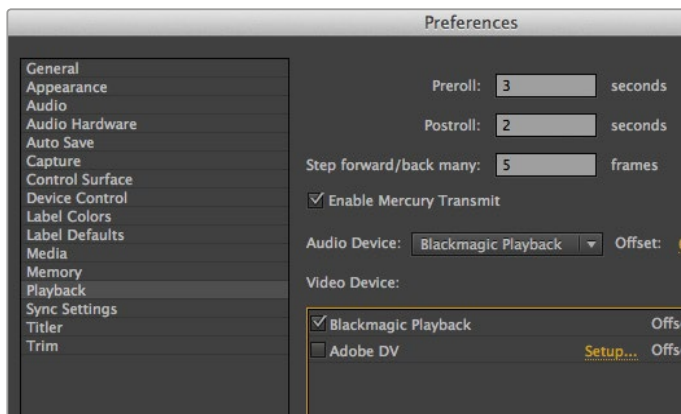 Preferences
General
Appearance
Audio
Audio Hardware
Auto Save
Capture
Control Surface
Device Control
Label Colors
Label Defaults
Media
Memory
Playback
Sync Settings
Titler
Trim
Preroll: 3 seconds
Postroll: 2 seconds
Step forward/back many: 5 frames
Enable Mercury Transmit
Audio Device: Blackmagic Playback Offset:
Video Device:
Blackmagic Playback Offs
Adobe DV Setup... Offs